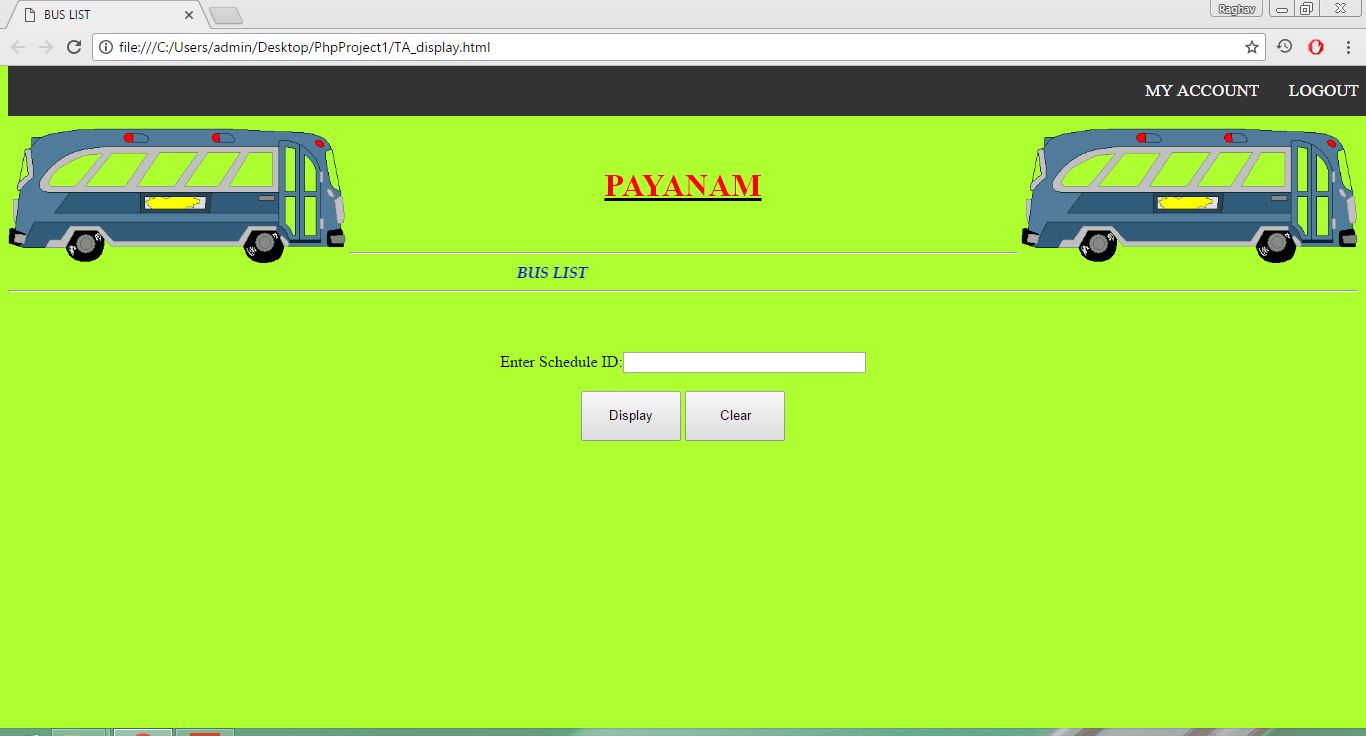 BUS LIST
Raghav
file:///C:/Users/admin/Desktop/PhpProject1/TA_display.html
MY ACCOUNT LOGOUT
PAYANAM
BUS LIST
Enter Schedule ID:
Display Clear